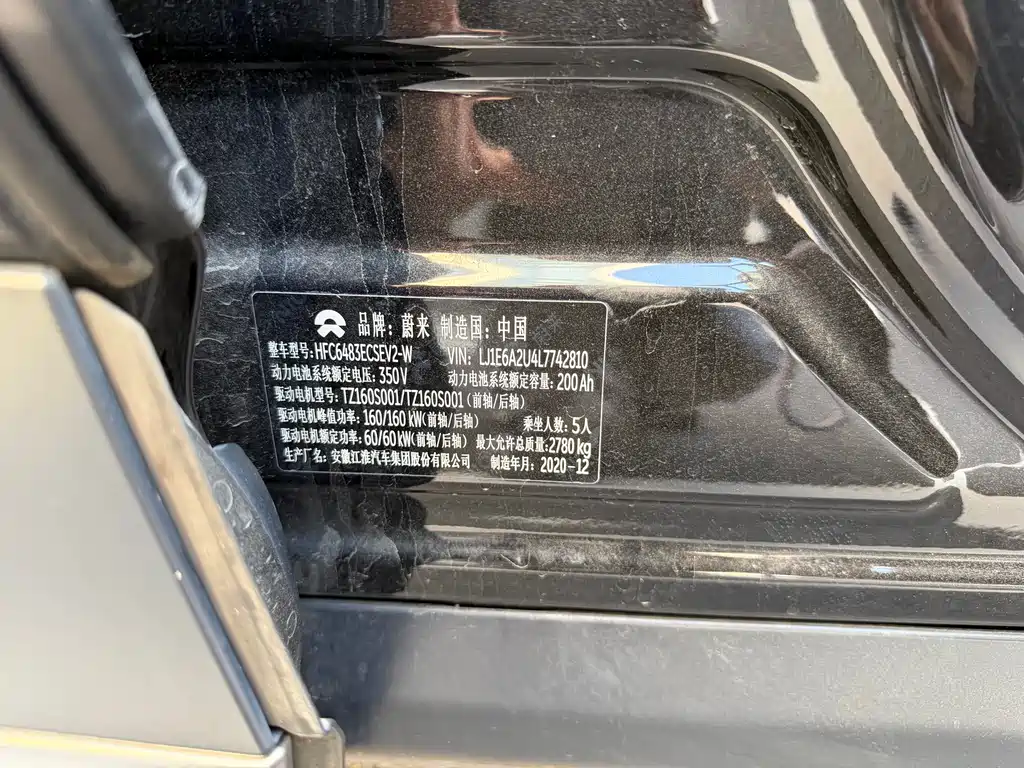 品牌：蔚来 制造国：中国
整车型号：HFC6483ECSEV2-W VIN：LJ1E6A2U4L7742810
动力电池系统额定电压：350V 动力电池系统额定容量：200Ah
驱动电机型号：TZ160S001/TZ160S001（前轴/后轴）
驱动电机峰值功率：160/160kW（前轴/后轴） 乘坐人数：5人
驱动电机额定功率：60/60kW（前轴/后轴） 最大允许总质量：2780kg
生产厂名：安徽江淮汽车集团股份有限公司 制造年月：2020-12